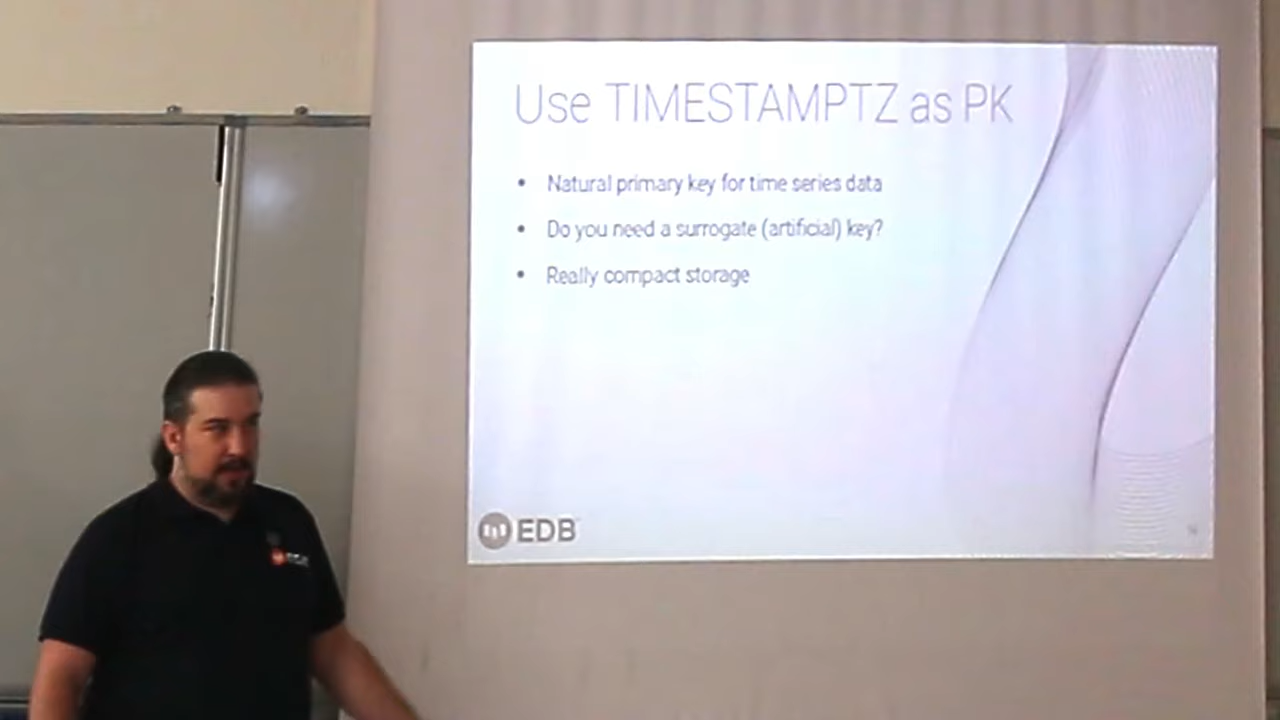 Use TIMESTAMPTZ as PK
• Natural primary key for time series data
• Do you need a surrogate (artificial) key?
• Really compact storage
EDB